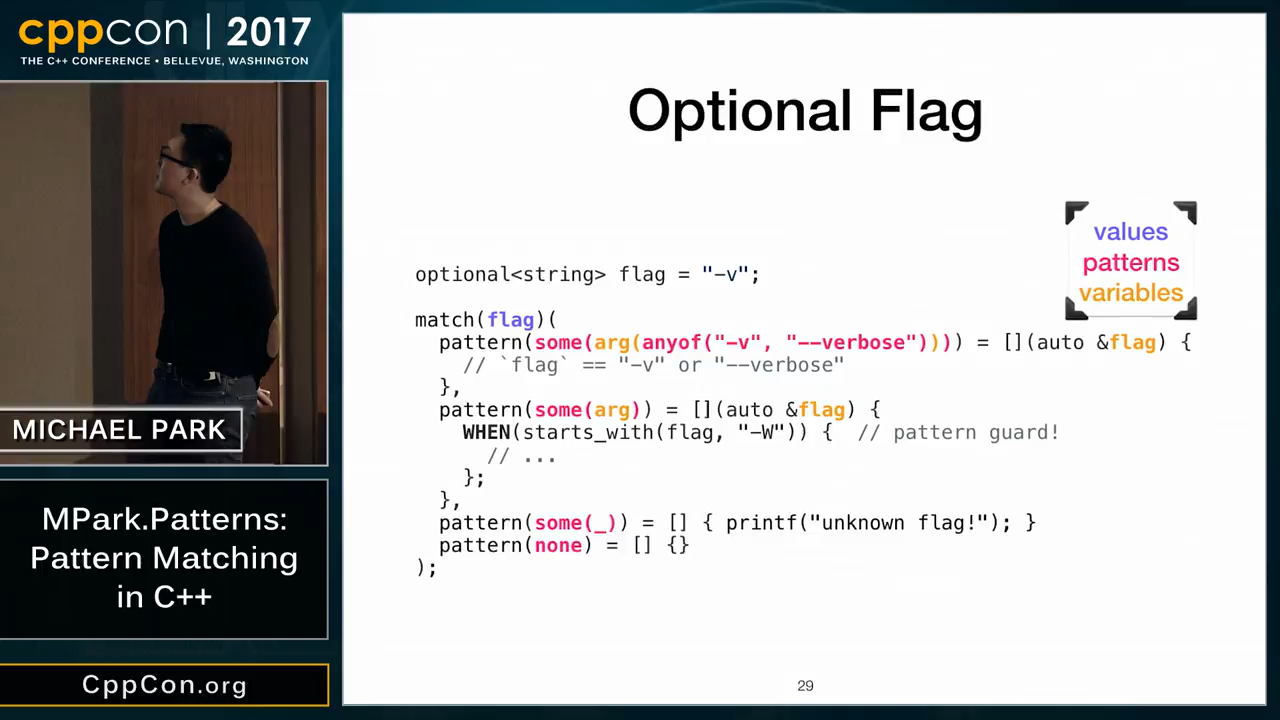 cppcon | 2017
THE C++ CONFERENCE • BELLEVUE, WASHINGTON
MICHAEL PARK
MPark.Patterns:
Pattern Matching
in C++
CppCon.org
Optional Flag
values
patterns
variables
optional<string> flag = "-v";
match(flag)(
  pattern(some(arg(anyof("-v", "--verbose")))) = [](auto &flag) {
    // `flag` == "-v" or "--verbose"
  },
  pattern(some(arg)) = [](auto &flag) {
    WHEN(starts_with(flag, "-W")) {  // pattern guard!
      // ...
    };
  },
  pattern(some(_)) = [] { printf("unknown flag!"); }
  pattern(none) = [] {}
);
29